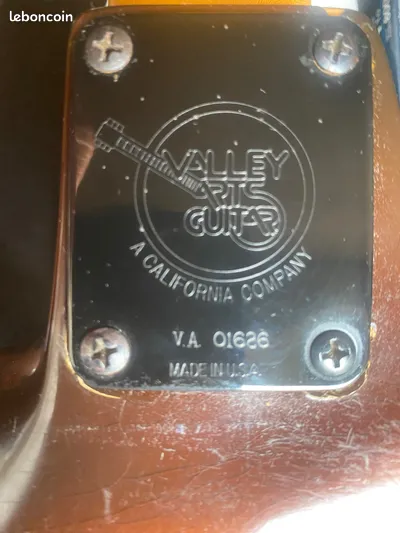 leboncoin
VALLEY
ARTS
GUITAR
A CALIFORNIA COMPANY
V.A. 01626
MADE IN U.S.A.